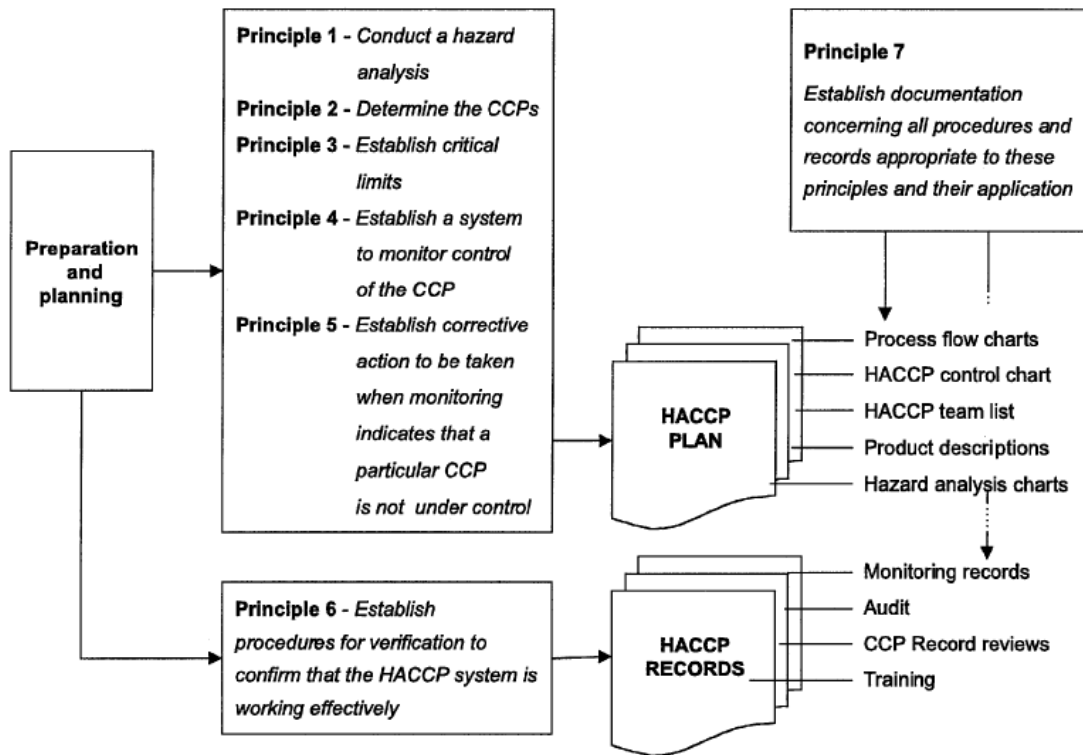 Preparation
and
planning
Principle 1 - Conduct a hazard
analysis
Principle 2 - Determine the CCPs
Principle 3 - Establish critical
limits
Principle 4 - Establish a system
to monitor control
of the CCP
Principle 5 - Establish corrective
action to be taken
when monitoring
indicates that a
particular CCP
is not under control
Principle 6 - Establish
procedures for verification to
confirm that the HACCP system is
working effectively
Principle 7
Establish documentation
concerning all procedures and
records appropriate to these
principles and their application
HACCP
PLAN
Process flow charts
HACCP control chart
HACCP team list
Product descriptions
Hazard analysis charts
HACCP
RECORDS
Monitoring records
Audit
CCP Record reviews
Training